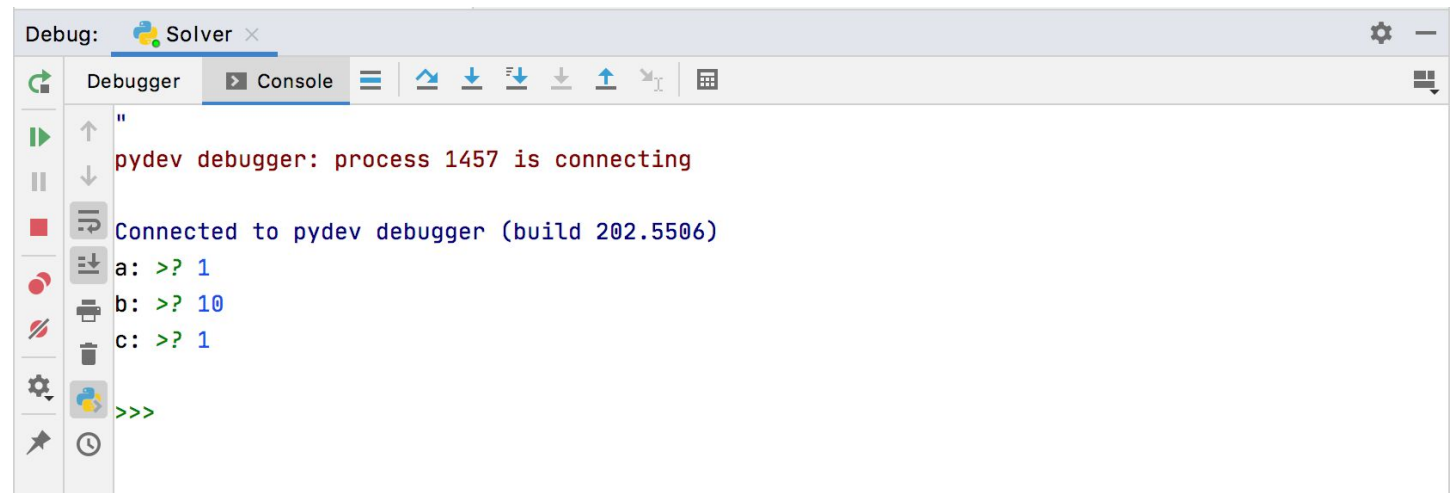 Debug: Solver
Debugger Console
"
pydev debugger: process 1457 is connecting
Connected to pydev debugger (build 202.5506)
a: >? 1
b: >? 10
c: >? 1
>>>